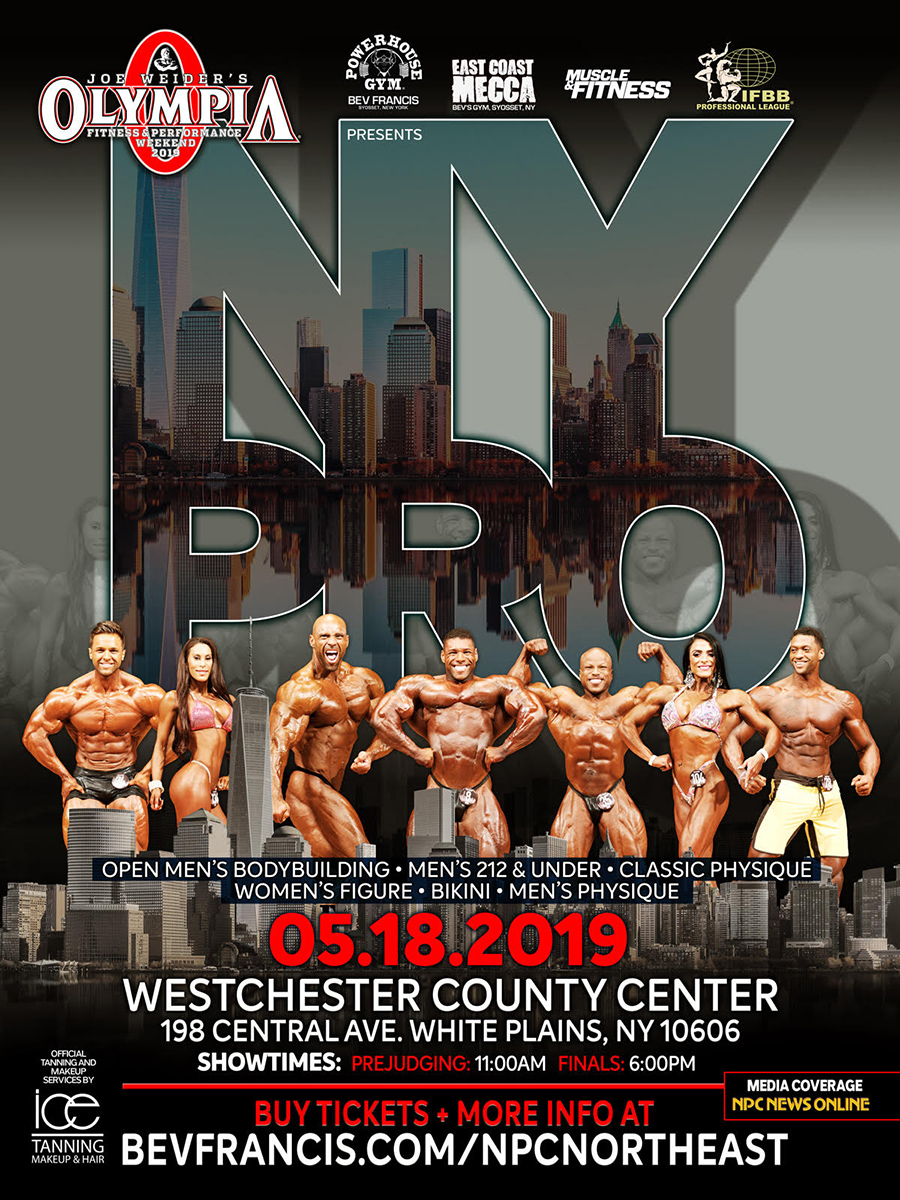 JOE WEIDER'S
OLYMPIA
FITNESS & PERFORMANCE
WEEKEND
2019
POWERHOUSE
GYM
BEV FRANCIS
SYOSSET, NEW YORK
EAST COAST
MECCA
BEV'S GYM, SYOSSET, NY
MUSCLE
& FITNESS
IFBB
PROFESSIONAL LEAGUE
PRESENTS
NY
PRO
OPEN MEN'S BODYBUILDING • MEN'S 212 & UNDER • CLASSIC PHYSIQUE
WOMEN'S FIGURE • BIKINI • MEN'S PHYSIQUE
05.18.2019
WESTCHESTER COUNTY CENTER
198 CENTRAL AVE. WHITE PLAINS, NY 10606
SHOWTIMES: PREJUDGING: 11:00AM FINALS: 6:00PM
OFFICIAL
TANNING AND
MAKEUP
SERVICES BY
ice
TANNING
MAKEUP & HAIR
MEDIA COVERAGE
NPC NEWS ONLINE
BUY TICKETS + MORE INFO AT
BEVFRANCIS.COM/NPCNORTHEAST